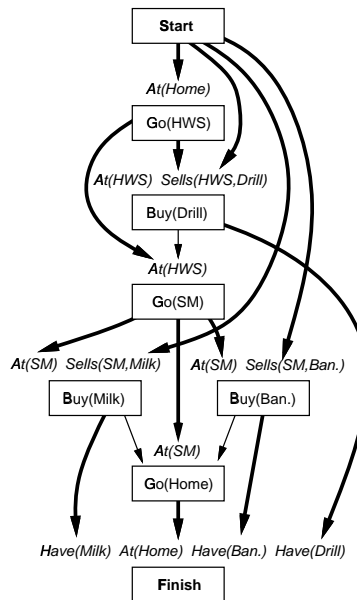 Start
At(Home)
Go(HWS)
At(HWS) Sells(HWS,Drill)
Buy(Drill)
At(HWS)
Go(SM)
At(SM) Sells(SM,Milk) At(SM) Sells(SM,Ban.)
Buy(Milk) Buy(Ban.)
At(SM)
Go(Home)
Have(Milk) At(Home) Have(Ban.) Have(Drill)
Finish